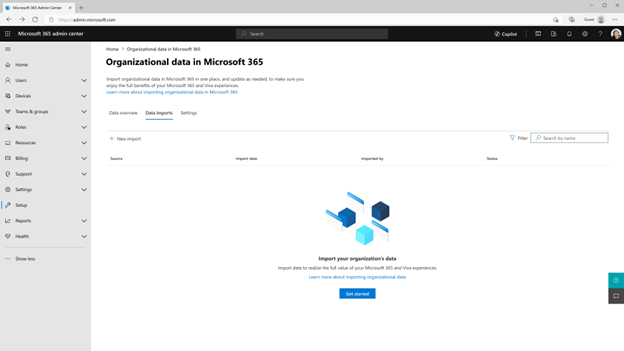 Microsoft 365 Admin Center
https://admin.microsoft.com
Guest
Microsoft 365 admin center
Search
Copilot
?
Home
Users
Devices
Teams & groups
Roles
Resources
Billing
Support
Settings
Setup
Reports
Health
Show less
Home > Organizational data in Microsoft 365
Organizational data in Microsoft 365
Import organizational data in Microsoft 365 in one place, and update as needed, to make sure you
enjoy the full benefits of your Microsoft 365 and Viva experiences.
Learn more about importing organizational data in Microsoft 365
Data overview Data imports Settings
+ New import
Filter
Search by name
Source Import date Imported by Status
Import your organization's data
Import data to realize the full value of your Microsoft 365 and Viva experiences.
Learn more about importing organizational data
Get started